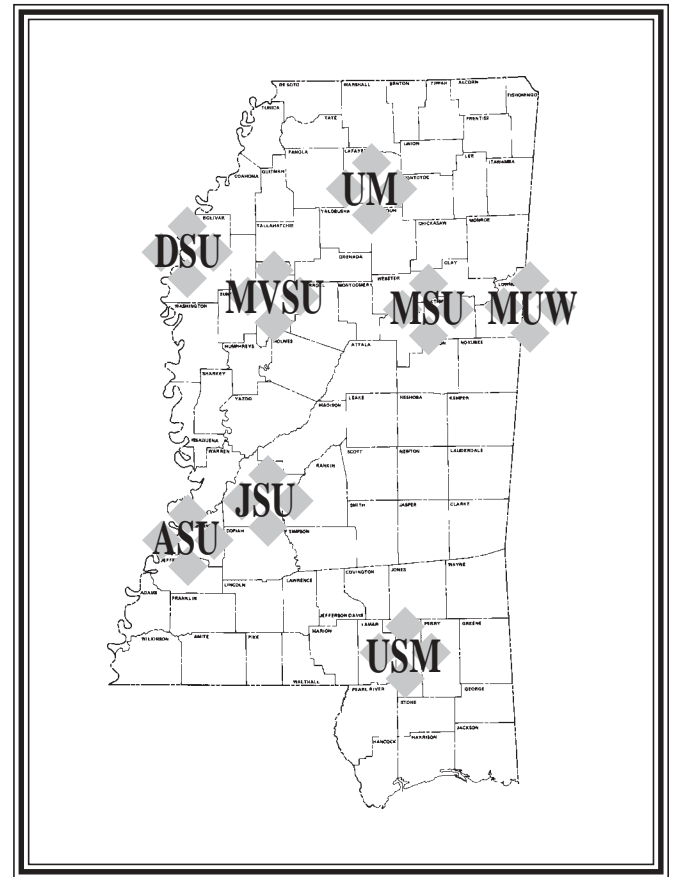 DE SOTO
MARSHALL
BENTON
TIPPAH
ALCORN
TISHOMINGO
TUNICA
TATE
PRENTISS
PANOLA
LAFAYE
UNION
LEE
ITAWAMBA
COAHOMA
QUITMAN
UM
ONTOTOC
YALOBUSHA
OUN
BOLIVAR
TALLAHATCHIE
CHICKASAW
MONROE
DSU
GRENADA
CLAY
WEBSTER
MVSU
MONTGOMERY
MSU
MUW
WASHINGTON
HUMPHREYS
HOLMES
ATTALA
NOXUBEE
SHARKEY
YAZOO
MADISON
LEAKE
NESHOBA
KEMPER
ISSAQUENA
WARREN
RANKIN
SCOTT
NEWTON
LAUDERDALE
JSU
SMITH
JASPER
CLARKE
ASU
COPIAH
SIMPSON
JEFFE
COVINGTON
JONES
WAYNE
LINCOLN
LAWRENCE
ADAMS
FRANKLIN
JEFFERSON DAVIS
MARION
LAMAR
PERRY
GREENE
WILKINSON
AMITE
PIKE
USM
WALTHALL
PEARL RIVER
GEORGE
STONE
JACKSON
HANCOCK
HARRISON